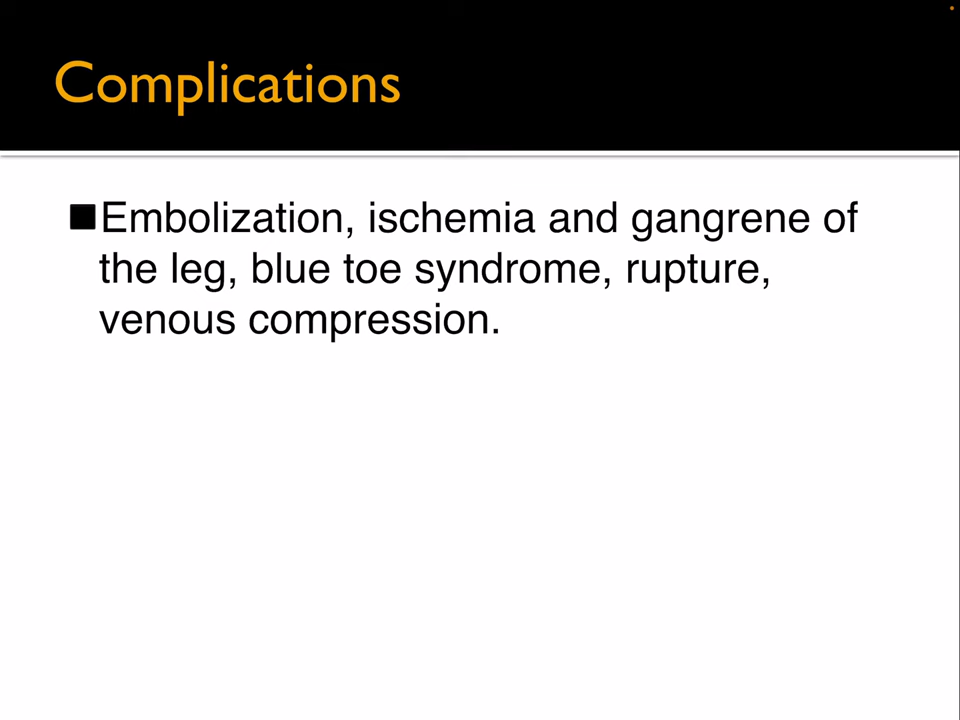 Complications
■Embolization, ischemia and gangrene of
the leg, blue toe syndrome, rupture,
venous compression.